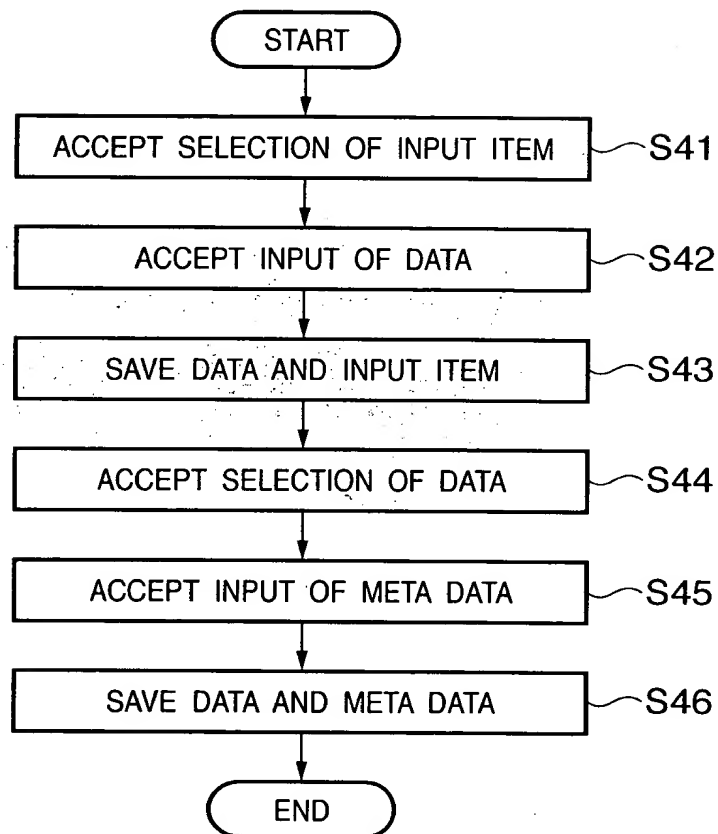 START
ACCEPT SELECTION OF INPUT ITEM S41
ACCEPT INPUT OF DATA S42
SAVE DATA AND INPUT ITEM S43
ACCEPT SELECTION OF DATA S44
ACCEPT INPUT OF META DATA S45
SAVE DATA AND META DATA S46
END